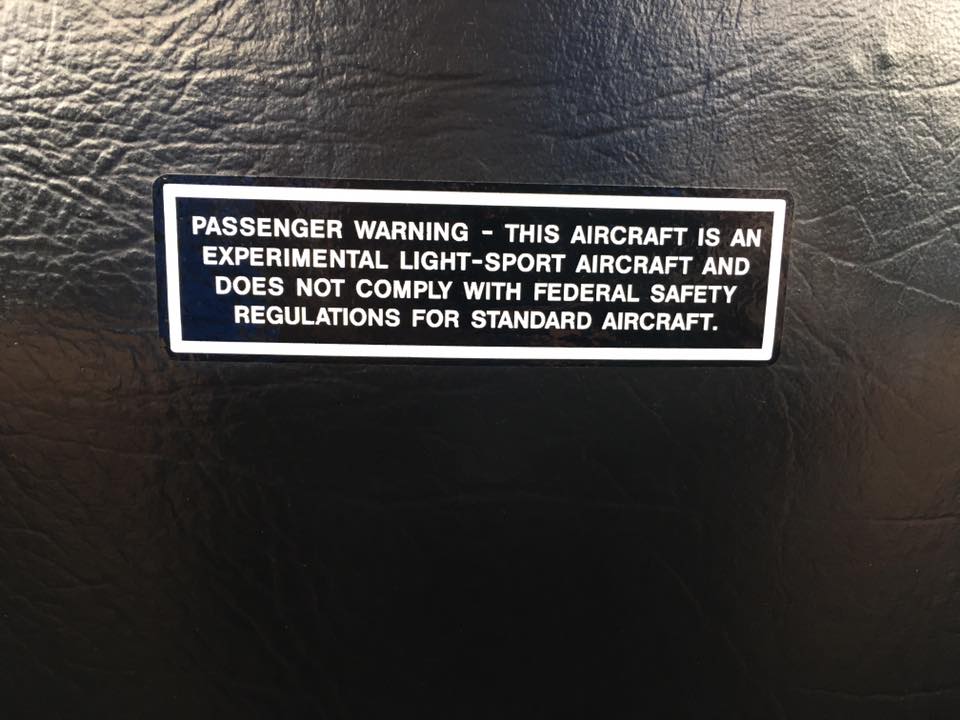 PASSENGER WARNING - THIS AIRCRAFT IS AN
EXPERIMENTAL LIGHT-SPORT AIRCRAFT AND
DOES NOT COMPLY WITH FEDERAL SAFETY
REGULATIONS FOR STANDARD AIRCRAFT.